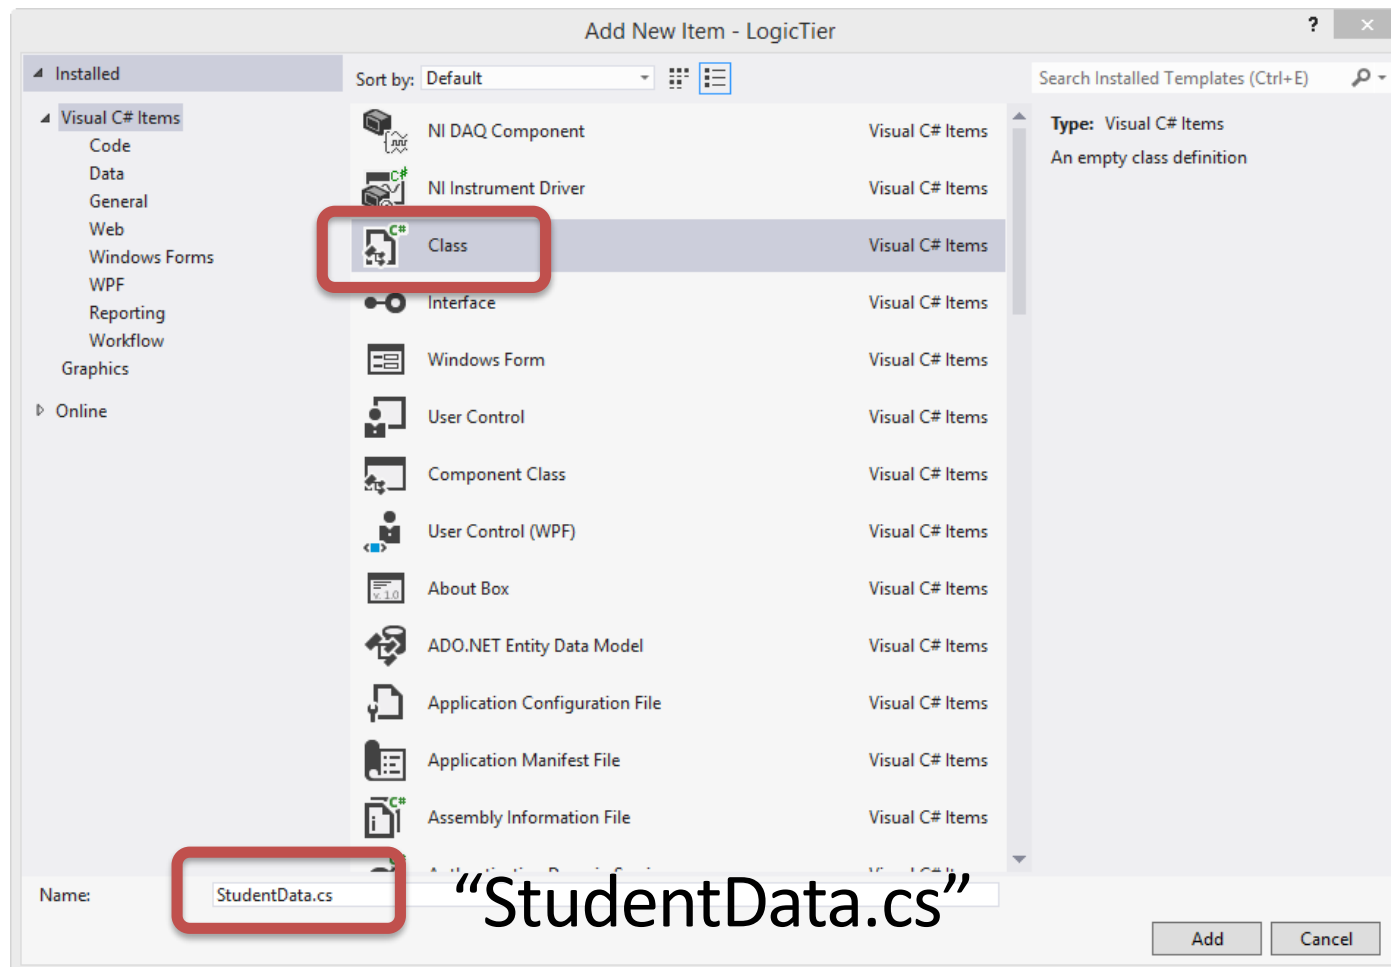 Add New Item - LogicTier
?
Installed
Sort by: Default
Search Installed Templates (Ctrl+E)
Visual C# Items
Code
Data
General
Web
Windows Forms
WPF
Reporting
Workflow
Graphics
Online
NI DAQ Component Visual C# Items
NI Instrument Driver Visual C# Items
Class Visual C# Items
Interface Visual C# Items
Windows Form Visual C# Items
User Control Visual C# Items
Component Class Visual C# Items
User Control (WPF) Visual C# Items
About Box Visual C# Items
ADO.NET Entity Data Model Visual C# Items
Application Configuration File Visual C# Items
Application Manifest File Visual C# Items
Assembly Information File Visual C# Items
Type: Visual C# Items
An empty class definition
Name: StudentData.cs
“StudentData.cs”
Add Cancel